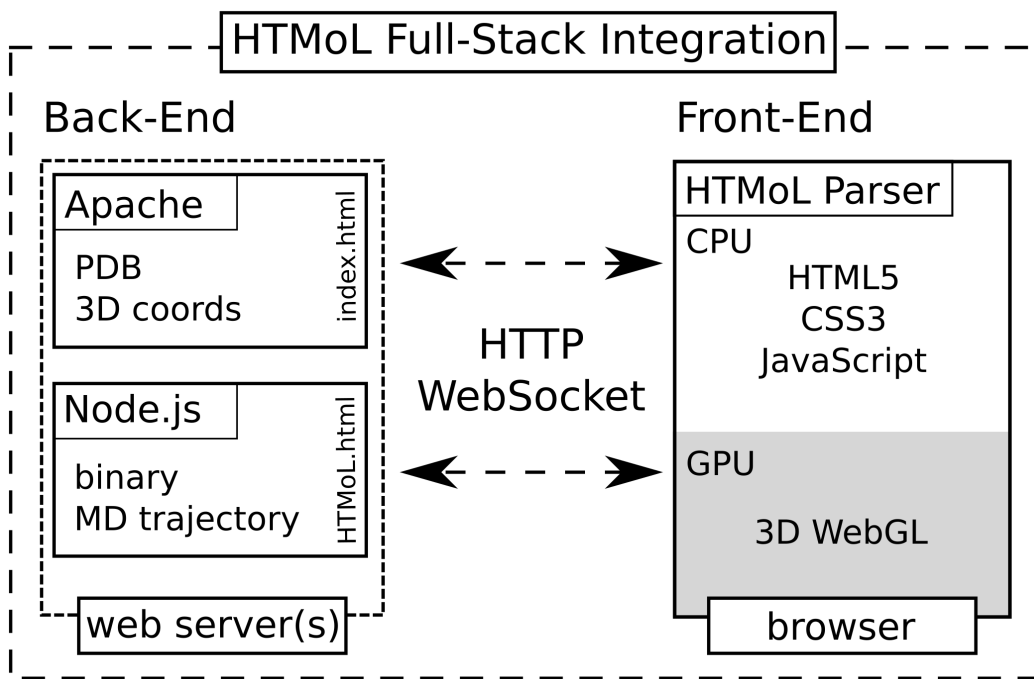 HTMoL Full-Stack Integration
Back-End
Apache
PDB
3D coords
index.html
Node.js
binary
MD trajectory
HTMoL.html
web server(s)
HTTP
WebSocket
Front-End
HTMoL Parser
CPU
HTML5
CSS3
JavaScript
GPU
3D WebGL
browser